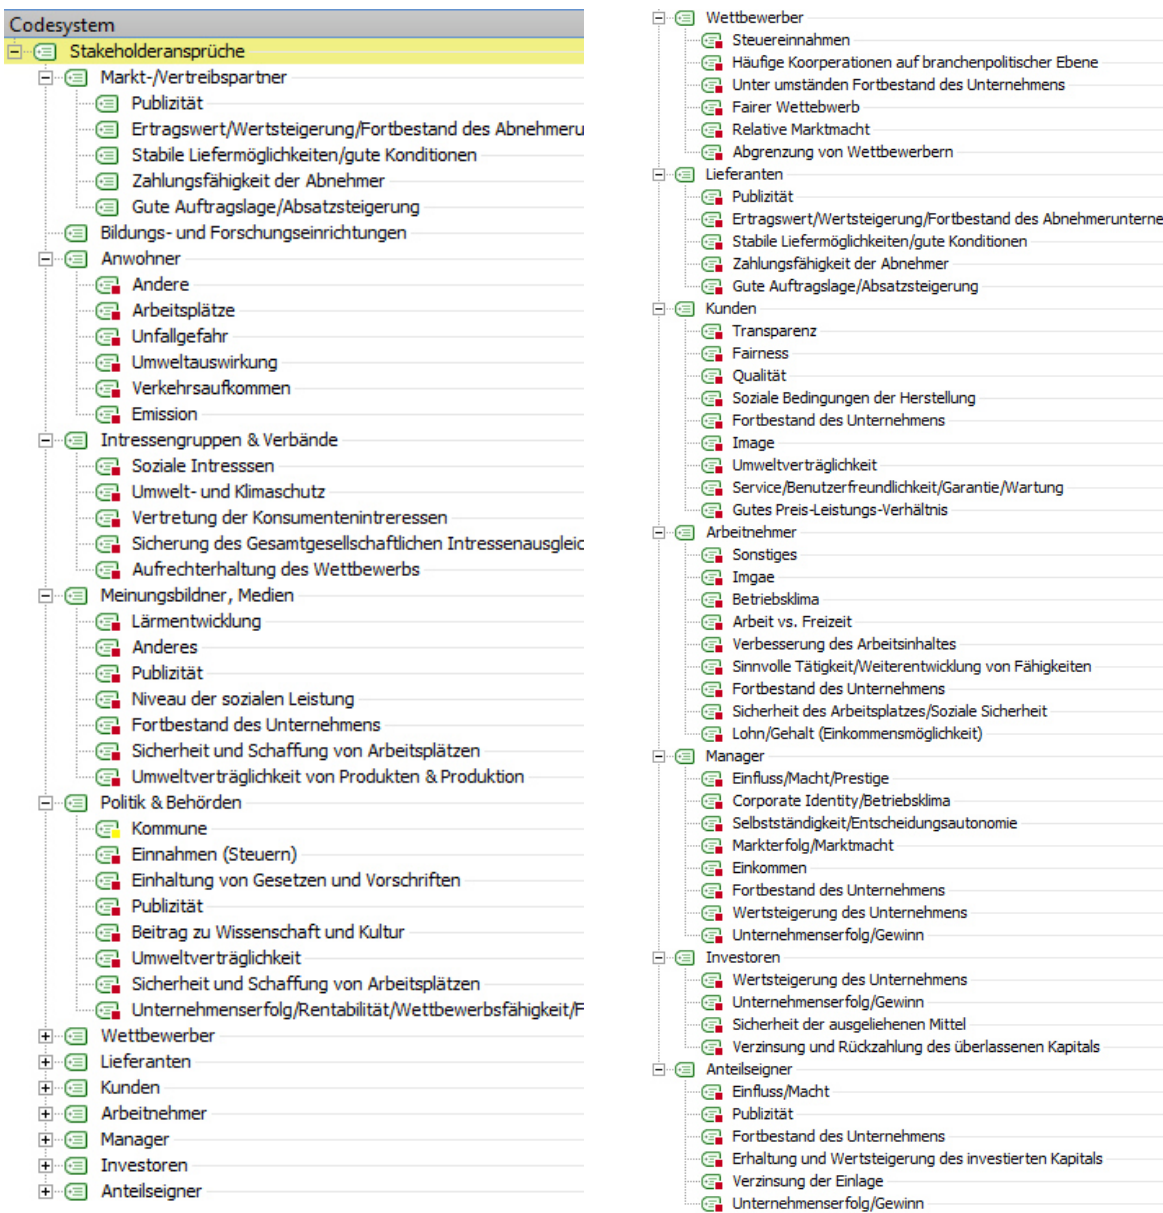 Codesystem
Stakeholderansprüche
Markt-/Vertreibspartner
Publizität
Ertragswert/Wertsteigerung/Fortbestand des Abnehmeru
Stabile Liefermöglichkeiten/gute Konditionen
Zahlungsfähigkeit der Abnehmer
Gute Auftragslage/Absatzsteigerung
Bildungs- und Forschungseinrichtungen
Anwohner
Andere
Arbeitsplätze
Unfallgefahr
Umweltauswirkung
Verkehrsaufkommen
Emission
Intressengruppen & Verbände
Soziale Intresssen
Umwelt- und Klimaschutz
Vertretung der Konsumentenintreressen
Sicherung des Gesamtgesellschaftlichen Intressenausgleic
Aufrechterhaltung des Wettbewerbs
Meinungsbildner, Medien
Lärmentwicklung
Anderes
Publizität
Niveau der sozialen Leistung
Fortbestand des Unternehmens
Sicherheit und Schaffung von Arbeitsplätzen
Umweltverträglichkeit von Produkten & Produktion
Politik & Behörden
Kommune
Einnahmen (Steuern)
Einhaltung von Gesetzen und Vorschriften
Publizität
Beitrag zu Wissenschaft und Kultur
Umweltverträglichkeit
Sicherheit und Schaffung von Arbeitsplätzen
Unternehmenserfolg/Rentabilität/Wettbewerbsfähigkeit/F
Wettbewerber
Lieferanten
Kunden
Arbeitnehmer
Manager
Investoren
Anteilseigner
Wettbewerber
Steuereinnahmen
Häufige Koorperationen auf branchenpolitischer Ebene
Unter umständen Fortbestand des Unternehmens
Fairer Wettebwerb
Relative Marktmacht
Abgrenzung von Wettbewerbern
Lieferanten
Publizität
Ertragswert/Wertsteigerung/Fortbestand des Abnehmerunterne
Stabile Liefermöglichkeiten/gute Konditionen
Zahlungsfähigkeit der Abnehmer
Gute Auftragslage/Absatzsteigerung
Kunden
Transparenz
Fairness
Qualität
Soziale Bedingungen der Herstellung
Fortbestand des Unternehmens
Image
Umweltverträglichkeit
Service/Benutzerfreundlichkeit/Garantie/Wartung
Gutes Preis-Leistungs-Verhältnis
Arbeitnehmer
Sonstiges
Imgae
Betriebsklima
Arbeit vs. Freizeit
Verbesserung des Arbeitsinhaltes
Sinnvolle Tätigkeit/Weiterentwicklung von Fähigkeiten
Fortbestand des Unternehmens
Sicherheit des Arbeitsplatzes/Soziale Sicherheit
Lohn/Gehalt (Einkommensmöglichkeit)
Manager
Einfluss/Macht/Prestige
Corporate Identity/Betriebsklima
Selbstständigkeit/Entscheidungsautonomie
Markterfolg/Marktmacht
Einkommen
Fortbestand des Unternehmens
Wertsteigerung des Unternehmens
Unternehmenserfolg/Gewinn
Investoren
Wertsteigerung des Unternehmens
Unternehmenserfolg/Gewinn
Sicherheit der ausgeliehenen Mittel
Verzinsung und Rückzahlung des überlassenen Kapitals
Anteilseigner
Einfluss/Macht
Publizität
Fortbestand des Unternehmens
Erhaltung und Wertsteigerung des investierten Kapitals
Verzinsung der Einlage
Unternehmenserfolg/Gewinn